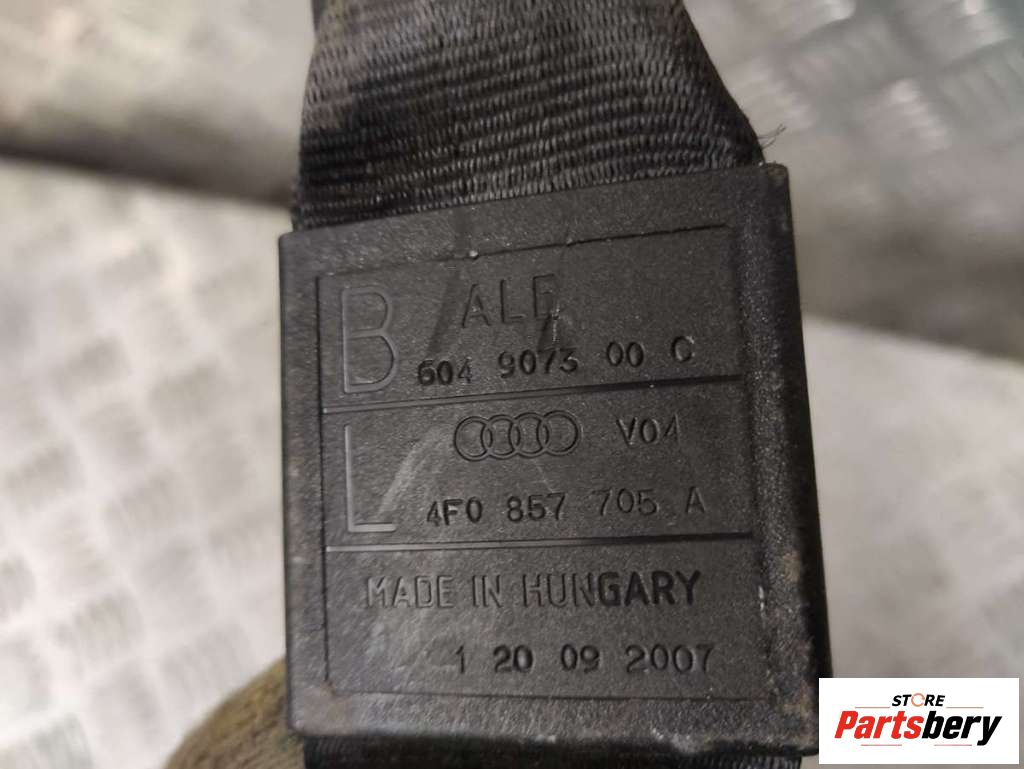 B ALE
604 9073 00 C
L V04
4F0 857 705 A
MADE IN HUNGARY
1 20 09 2007
STORE
Partsbery